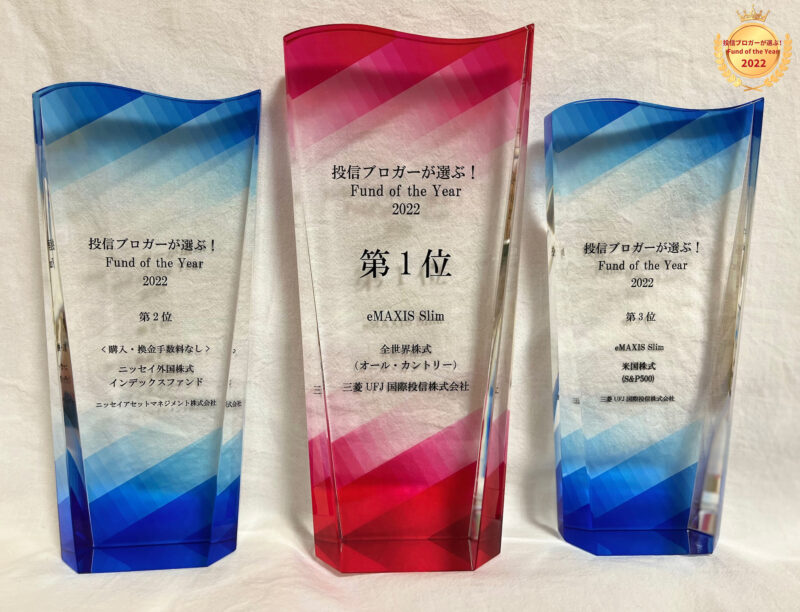 投信ブロガーが選ぶ！
Fund of the Year
2022
投信ブロガーが選ぶ！
Fund of the Year
2022
第2位
<購入・換金手数料なし>
ニッセイ外国株式
インデックスファンド
ニッセイアセットマネジメント株式会社
投信ブロガーが選ぶ！
Fund of the Year
2022
第1位
eMAXIS Slim
全世界株式
（オール・カントリー）
三菱UFJ国際投信株式会社
投信ブロガーが選ぶ！
Fund of the Year
2022
第3位
eMAXIS Slim
米国株式
(S&P500)
三菱UFJ国際投信株式会社